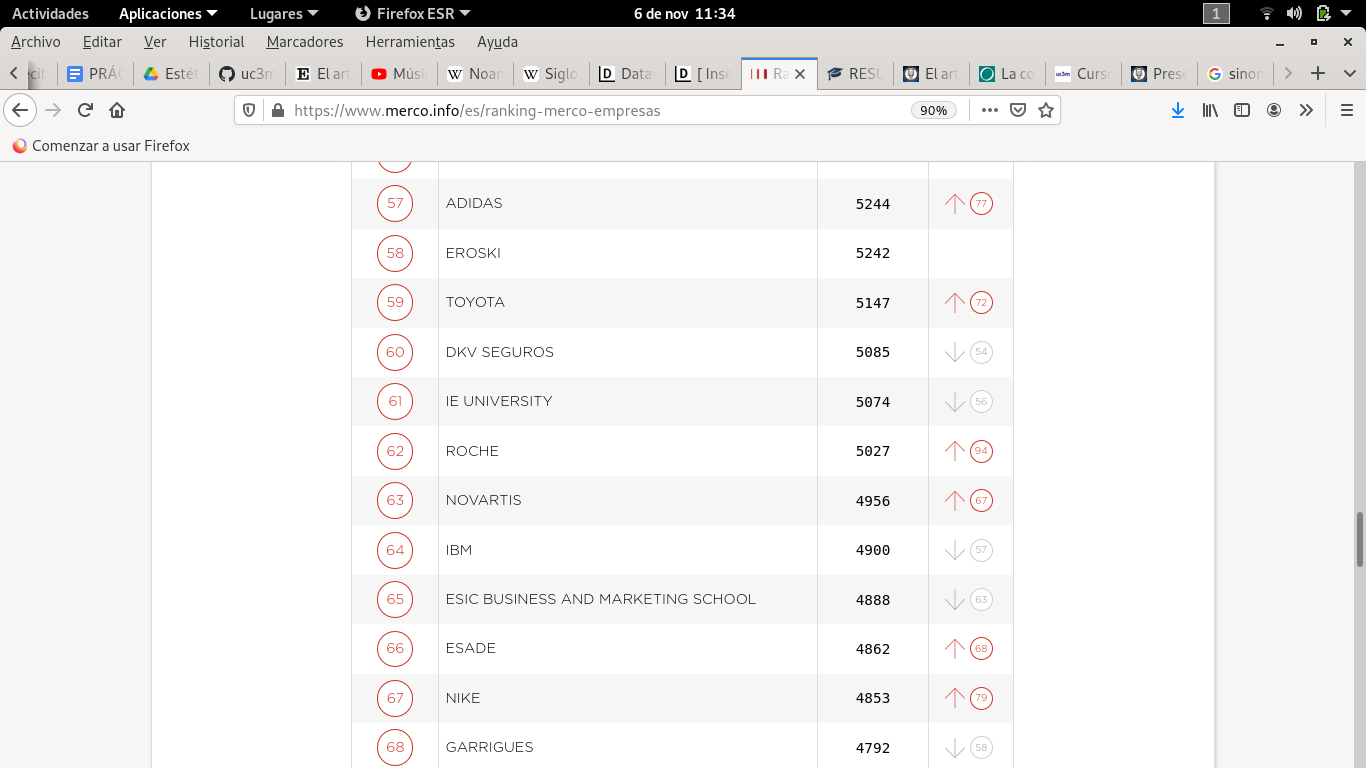 Actividades Aplicaciones Lugares Firefox ESR 6 de nov 11:34 1
Archivo Editar Ver Historial Marcadores Herramientas Ayuda
PRÁC Estét uc3m El art Músi Noam Siglo Data [ Inse Ra RESU El art La co Curso Prese sinor
https://www.merco.info/es/ranking-merco-empresas 90%
Comenzar a usar Firefox
57 ADIDAS 5244 77
58 EROSKI 5242
59 TOYOTA 5147 72
60 DKV SEGUROS 5085 54
61 IE UNIVERSITY 5074 56
62 ROCHE 5027 94
63 NOVARTIS 4956 67
64 IBM 4900 57
65 ESIC BUSINESS AND MARKETING SCHOOL 4888 63
66 ESADE 4862 68
67 NIKE 4853 79
68 GARRIGUES 4792 58